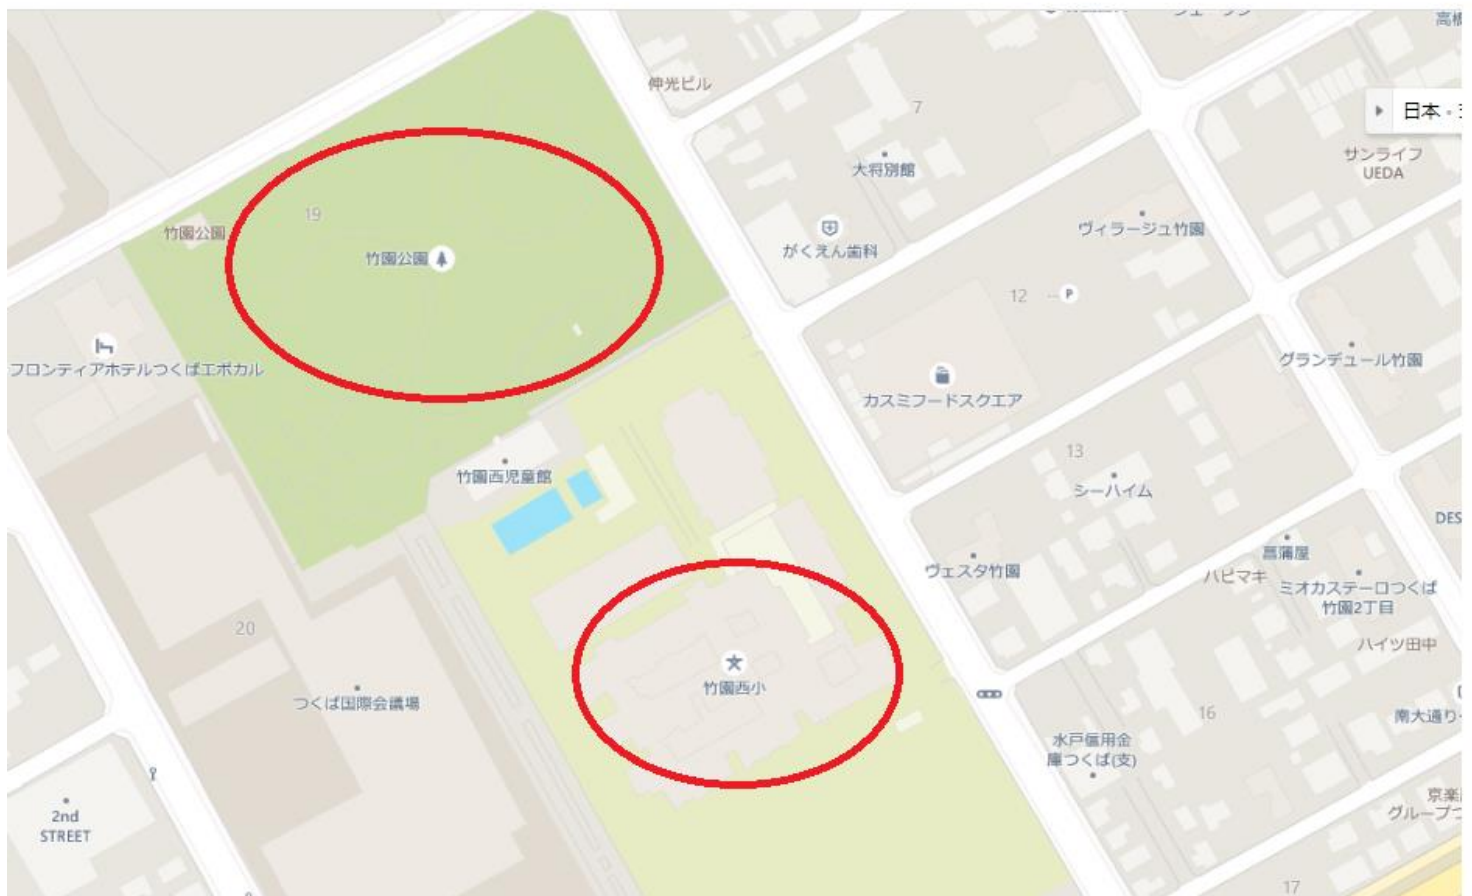 伸光ビル
7
日本
大将別館
サンライフ
UEDA
19
竹園公園
竹園公園
がくえん歯科
ヴィラージュ竹園
12
P
フロンティアホテルつくばエポカル
カスミフードスクエア
グランデュール竹園
竹園西児童館
13
シーハイム
DES
ヴェスタ竹園
菖蒲屋
ハピマキ
ミオカステーロつくば
竹園2丁目
20
ハイツ田中
竹園西小
つくば国際会議場
16
南大通り
水戸信用金
庫つくば(支)
2nd
STREET
京楽
グループつ
17